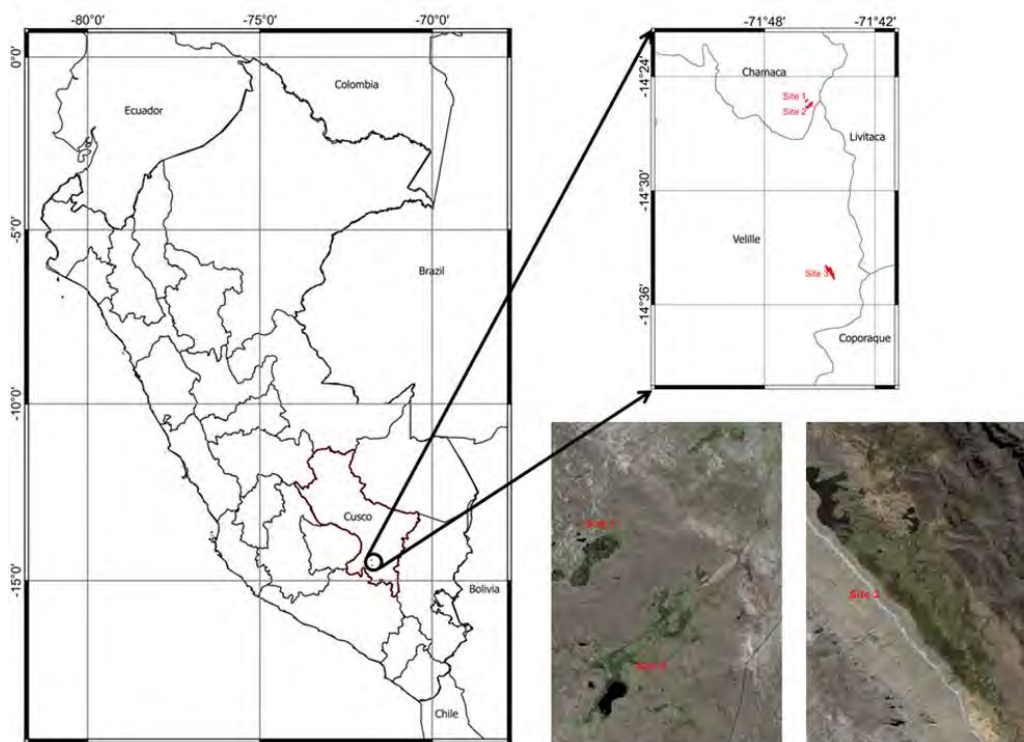 -80°0' -75°0' -70°0'
0°0'
-5°0'
-10°0'
-15°0'
Colombia
Ecuador
Brazil
Cusco
Bolivia
Chile
-71°48' -71°42'
-14°24'
-14°30'
-14°36'
Chamaca
Site 1
Site 2
Livitaca
Velille
Site 3
Coporaque
Site 1
Site 2
Site 3